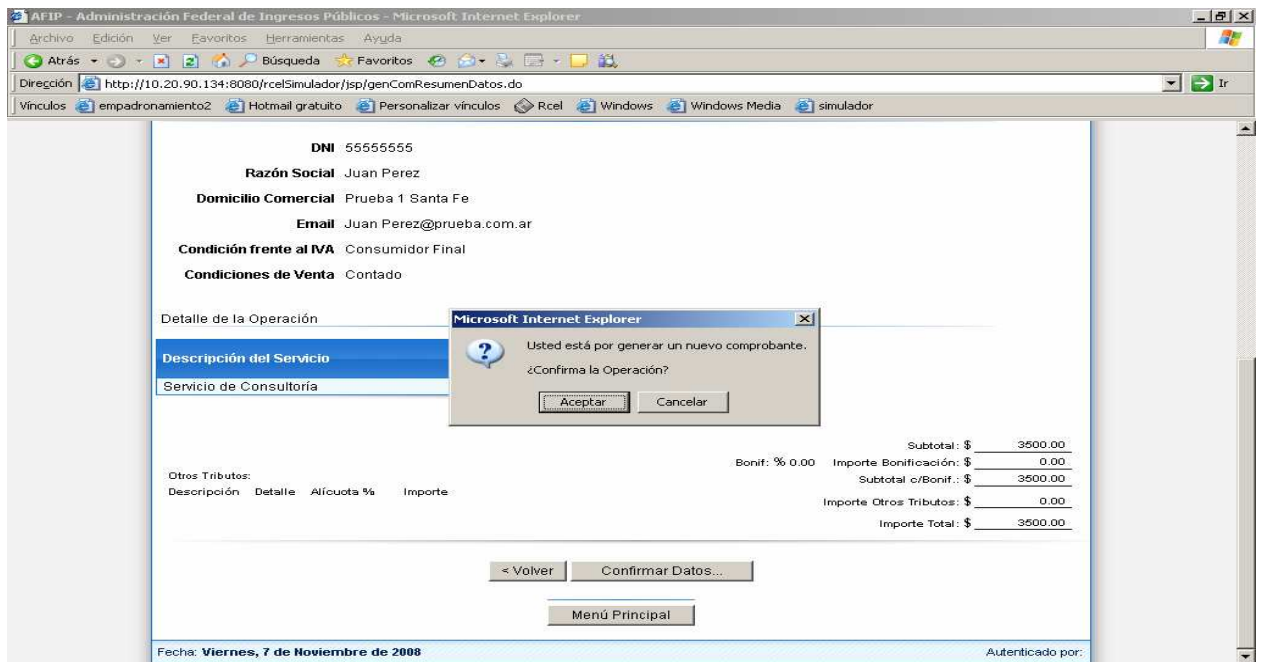 AFIP - Administración Federal de Ingresos Públicos - Microsoft Internet Explorer
Archivo Edición Ver Favoritos Herramientas Ayuda
Atrás Búsqueda Favoritos
Dirección http://10.20.90.134:8080/rcelSimulador/jsp/genComResumenDatos.do Ir
Vínculos empadronamiento2 Hotmail gratuito Personalizar vínculos Rcel Windows Windows Media simulador
DNI 55555555
Razón Social Juan Perez
Domicilio Comercial Prueba 1 Santa Fe
Email Juan Perez@prueba.com.ar
Condición frente al IVA Consumidor Final
Condiciones de Venta Contado
Detalle de la Operación
Descripción del Servicio
Servicio de Consultoría
Microsoft Internet Explorer
Usted está por generar un nuevo comprobante.
¿Confirma la Operación?
Aceptar Cancelar
Subtotal: $ 3500.00
Bonif: % 0.00 Importe Bonificación: $ 0.00
Subtotal c/Bonif.: $ 3500.00
Otros Tributos:
Descripción Detalle Alícuota % Importe
Importe Otros Tributos: $ 0.00
Importe Total: $ 3500.00
< Volver Confirmar Datos...
Menú Principal
Fecha: Viernes, 7 de Noviembre de 2008 Autenticado por: